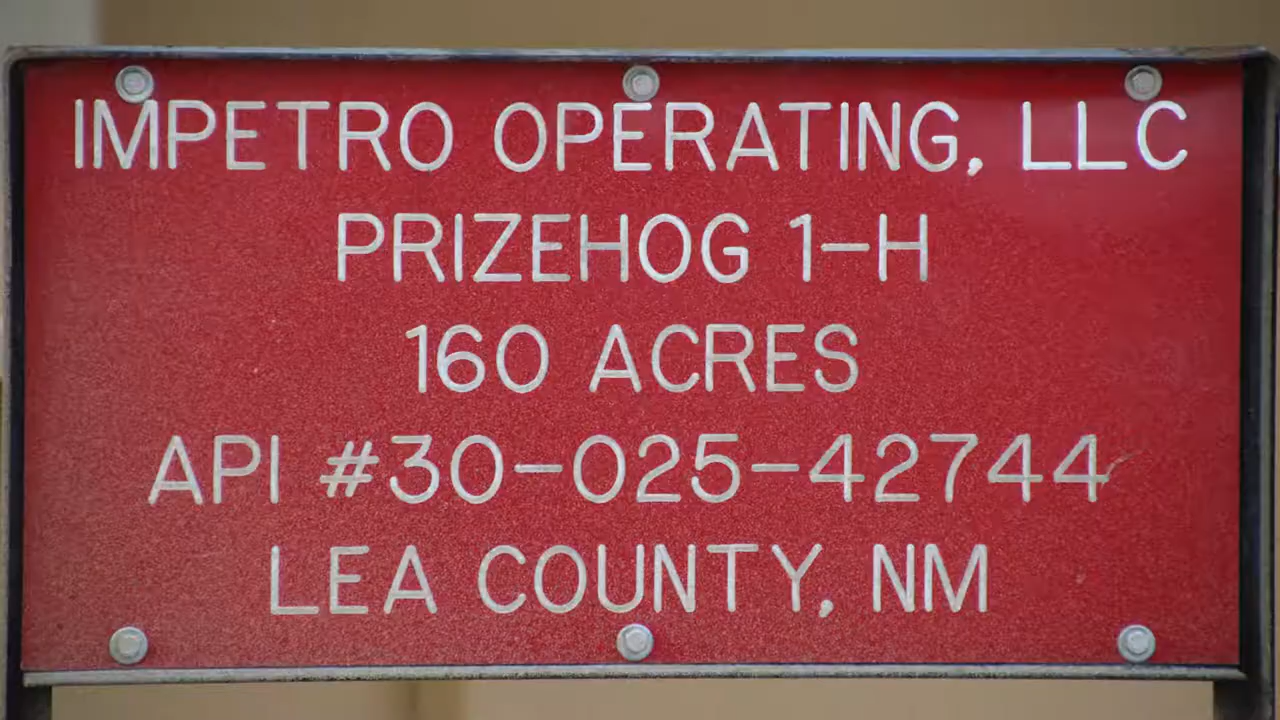 IMPETRO OPERATING, LLC
PRIZEHOG 1-H
160 ACRES
API #30-025-42744
LEA COUNTY, NM